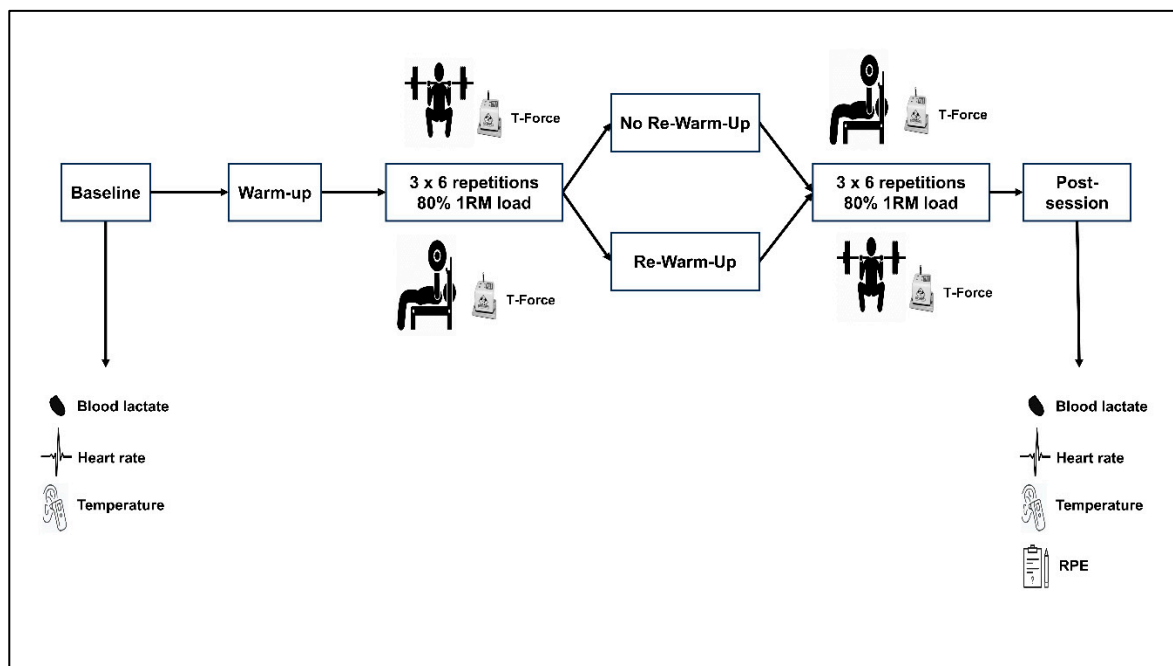 T-Force
T-Force
No Re-Warm-Up
Baseline
Warm-up
3 x 6 repetitions
80% 1RM load
3 x 6 repetitions
80% 1RM load
Post-
session
Re-Warm-Up
T-Force
T-Force
Blood lactate
Heart rate
Temperature
Blood lactate
Heart rate
Temperature
RPE